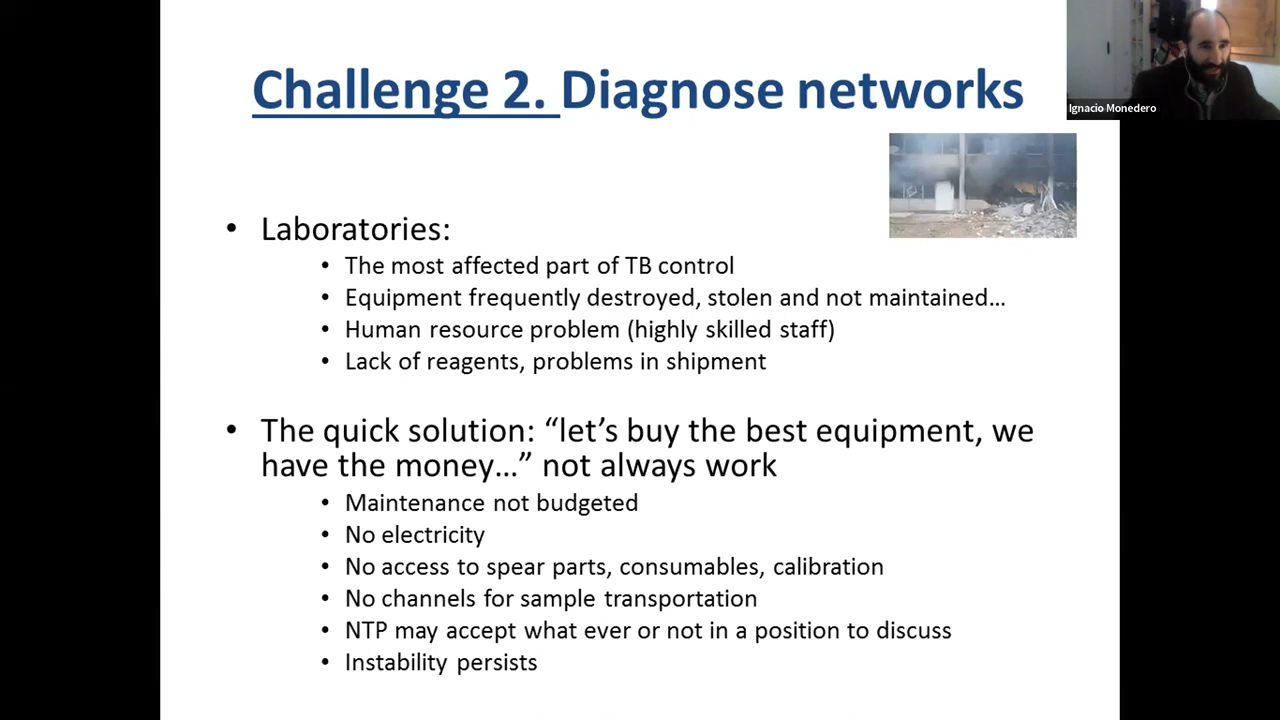 Challenge 2. Diagnose networks
Ignacio Monedero
• Laboratories:
• The most affected part of TB control
• Equipment frequently destroyed, stolen and not maintained…
• Human resource problem (highly skilled staff)
• Lack of reagents, problems in shipment
• The quick solution: “let’s buy the best equipment, we
have the money…” not always work
• Maintenance not budgeted
• No electricity
• No access to spear parts, consumables, calibration
• No channels for sample transportation
• NTP may accept what ever or not in a position to discuss
• Instability persists